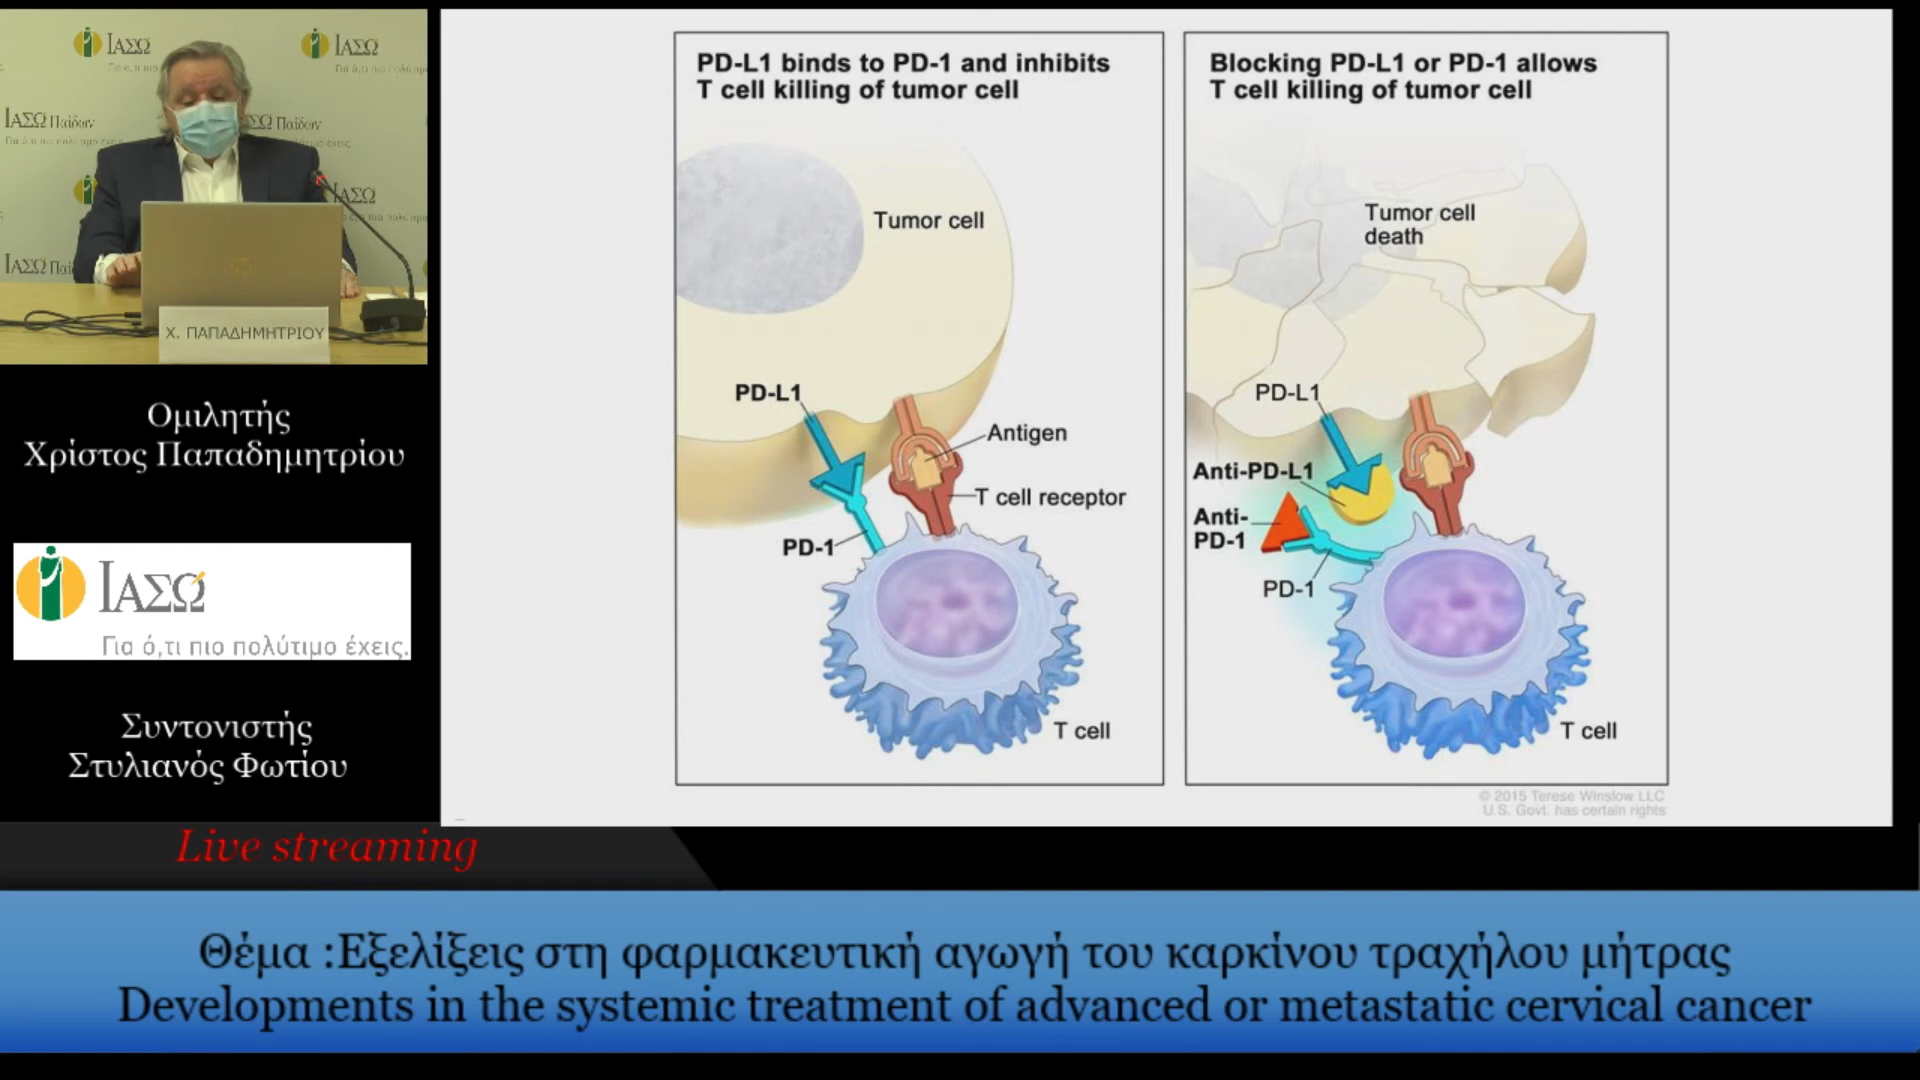 ΙΑΣΩ
ΙΑΣΩ
ΙΑΣΩ Παίδων
ΙΑΣΩ Παίδων
ΙΑΣΩ
ΙΑΣΩ
Χ. ΠΑΠΑΔΗΜΗΤΡΙΟΥ
Ομιλητής
Χρίστος Παπαδημητρίου
ΙΑΣΩ
Για ό,τι πιο πολύτιμο έχεις.
Συντονιστής
Στυλιανός Φωτίου
PD-L1 binds to PD-1 and inhibits
T cell killing of tumor cell
Tumor cell
PD-L1
Antigen
T cell receptor
PD-1
T cell
Blocking PD-L1 or PD-1 allows
T cell killing of tumor cell
Tumor cell
death
PD-L1
Anti-PD-L1
Anti-
PD-1
PD-1
T cell
© 2015 Terese Winslow LLC
U.S. Govt. has certain rights
Live streaming
Θέμα :Εξελίξεις στη φαρμακευτική αγωγή του καρκίνου τραχήλου μήτρας
Developments in the systemic treatment of advanced or metastatic cervical cancer